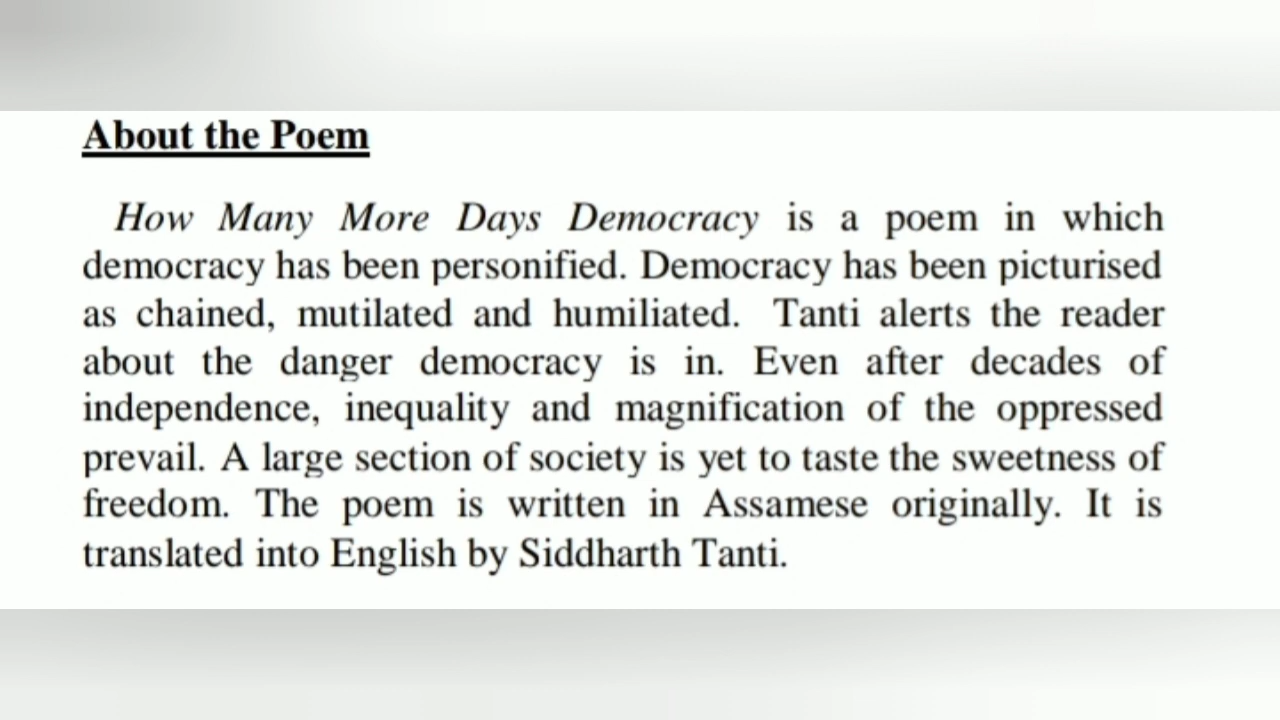 About the Poem
How Many More Days Democracy is a poem in which
democracy has been personified. Democracy has been picturised
as chained, mutilated and humiliated. Tanti alerts the reader
about the danger democracy is in. Even after decades of
independence, inequality and magnification of the oppressed
prevail. A large section of society is yet to taste the sweetness of
freedom. The poem is written in Assamese originally. It is
translated into English by Siddharth Tanti.